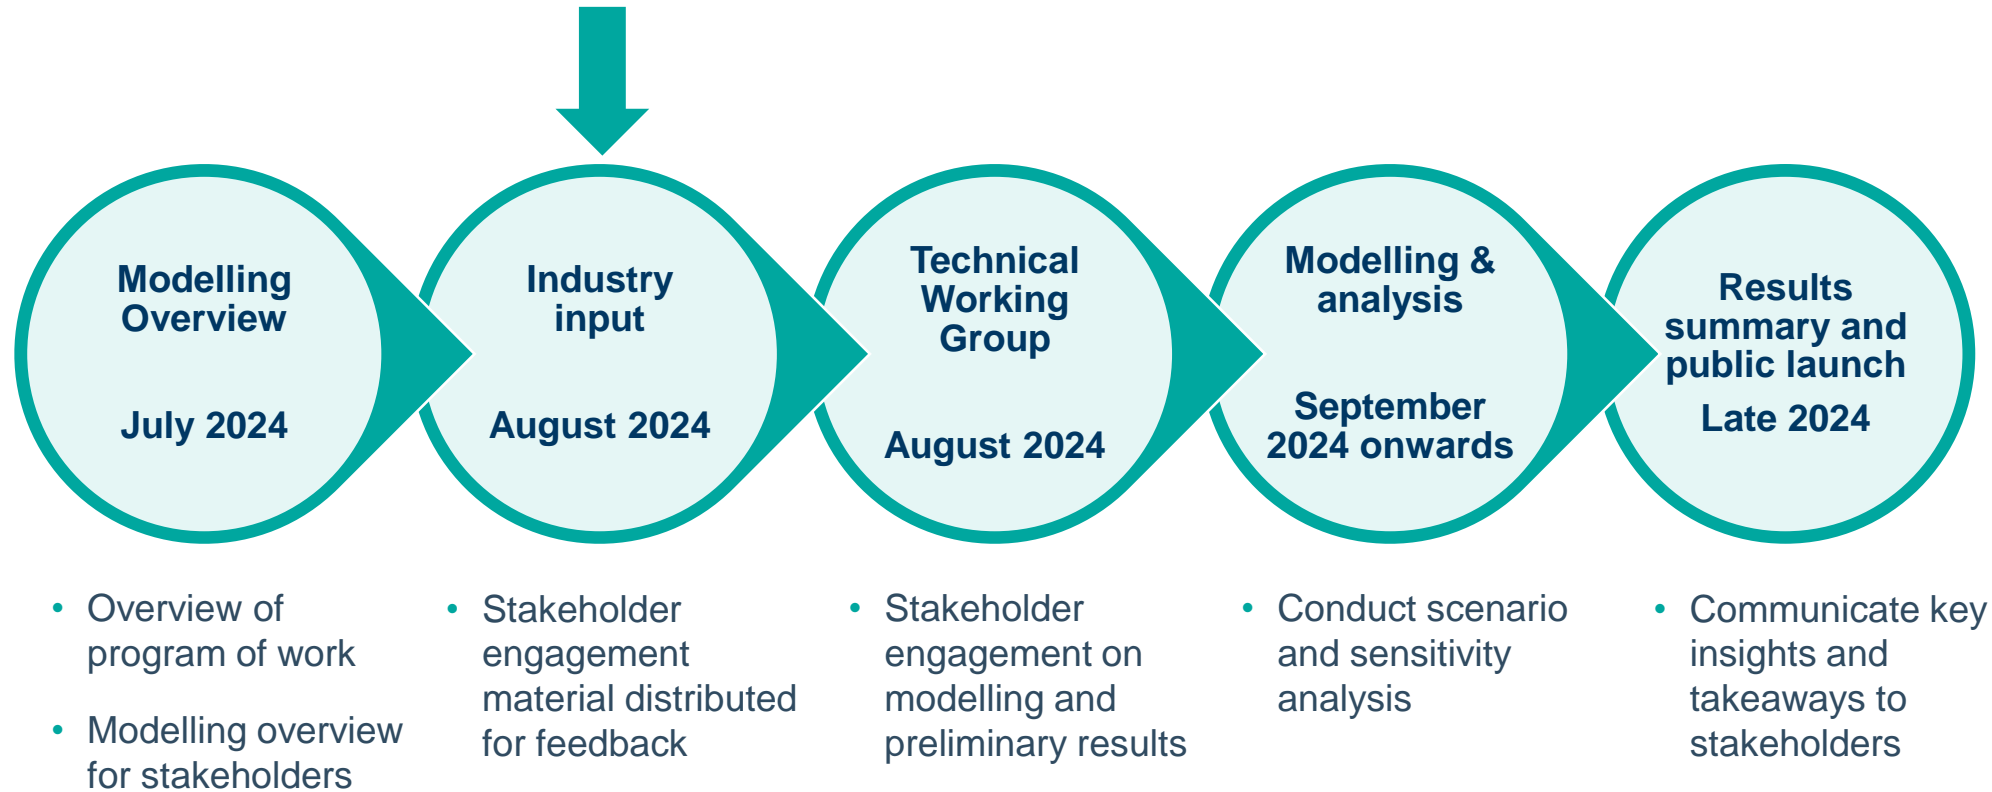 Modelling
Overview
July 2024
Industry
input
August 2024
Technical
Working
Group
August 2024
Modelling &
analysis
September
2024 onwards
Results
summary and
public launch
Late 2024
• Overview of
program of work
• Modelling overview
for stakeholders
• Stakeholder
engagement
material distributed
for feedback
• Stakeholder
engagement on
modelling and
preliminary results
• Conduct scenario
and sensitivity
analysis
• Communicate key
insights and
takeaways to
stakeholders